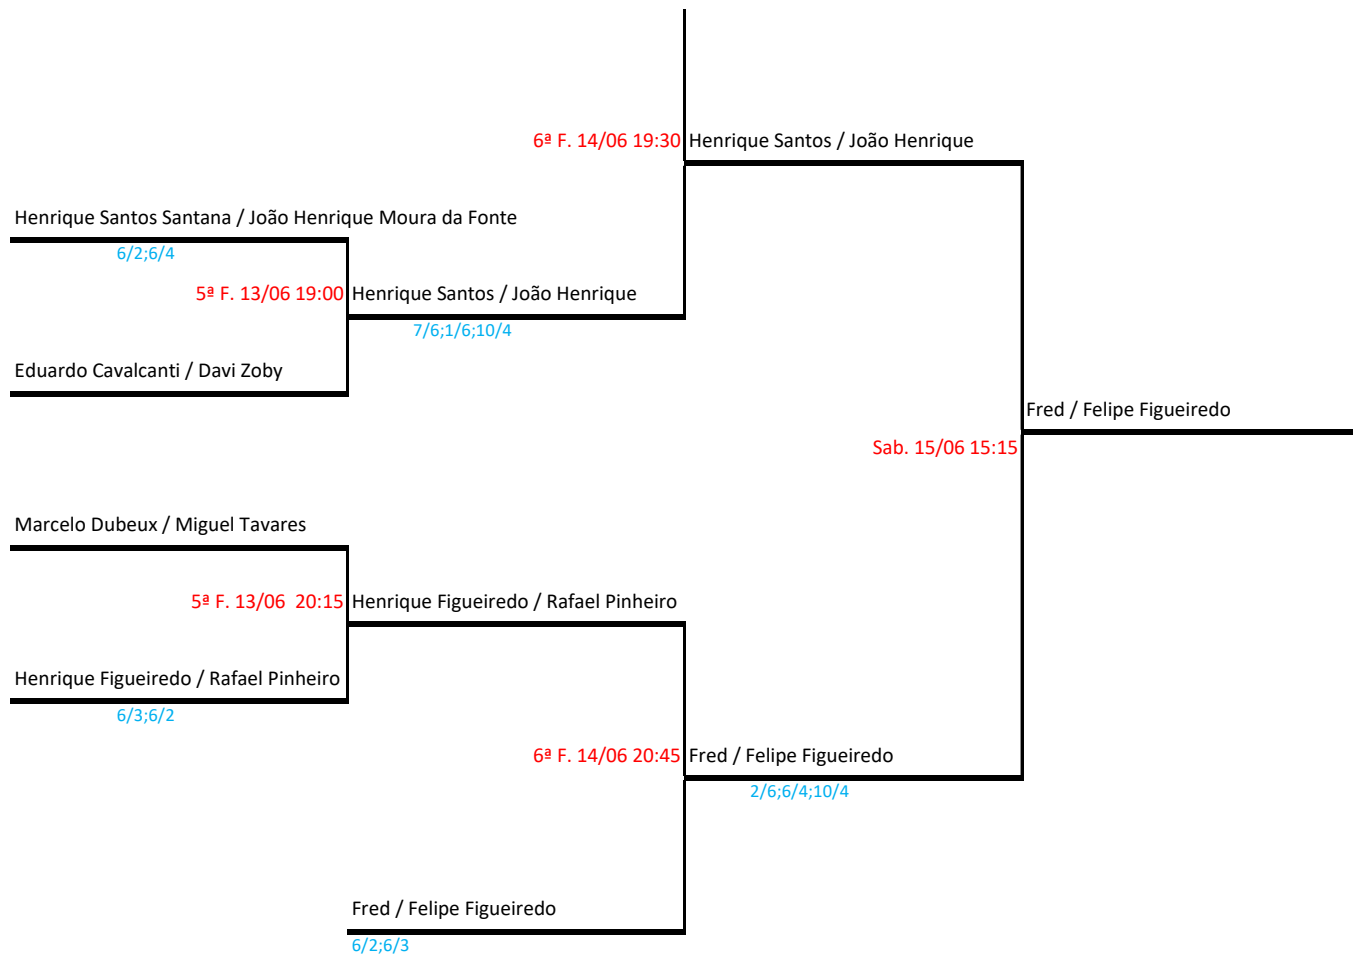 6ª F. 14/06 19:30 Henrique Santos / João Henrique
Henrique Santos Santana / João Henrique Moura da Fonte
6/2;6/4
5ª F. 13/06 19:00 Henrique Santos / João Henrique
7/6;1/6;10/4
Eduardo Cavalcanti / Davi Zoby
Fred / Felipe Figueiredo
Sab. 15/06 15:15
Marcelo Dubeux / Miguel Tavares
5ª F. 13/06  20:15 Henrique Figueiredo / Rafael Pinheiro
Henrique Figueiredo / Rafael Pinheiro
6/3;6/2
6ª F. 14/06 20:45 Fred / Felipe Figueiredo
2/6;6/4;10/4
Fred / Felipe Figueiredo
6/2;6/3